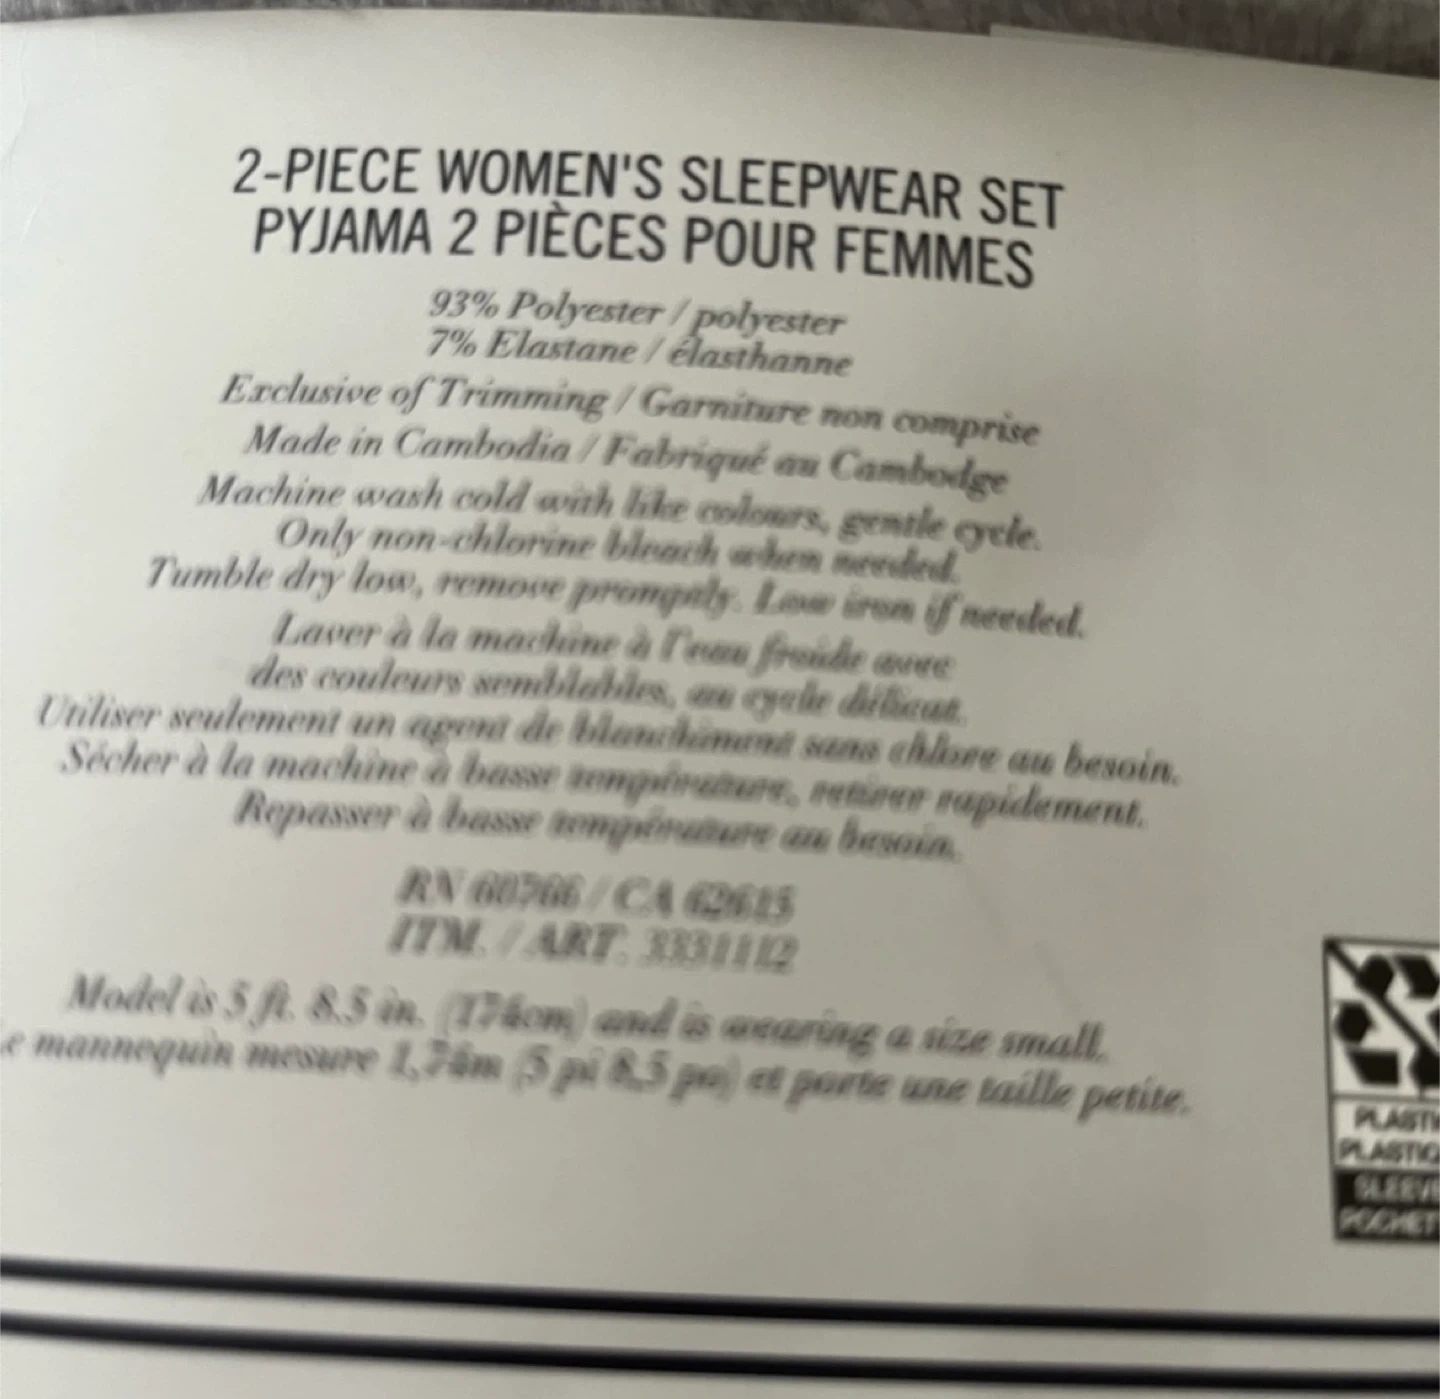 2-PIECE WOMEN'S SLEEPWEAR SET
PYJAMA 2 PIÈCES POUR FEMMES
93% Polyester / polyester
7% Elastane / élasthanne
Exclusive of Trimming / Garniture non comprise
Made in Cambodia / Fabriqué au Cambodge
Machine wash cold with like colours, gentle cycle.
Only non-chlorine bleach when needed.
Tumble dry low, remove promptly. Low iron if needed.
Laver à la machine à l'eau froide avec
des couleurs semblables, au cycle délicat.
Utiliser seulement un agent de blanchiment sans chlore au besoin.
Sécher à la machine à basse température, retirer rapidement.
Repasser à basse température au besoin.
RN 60766 / CA 62615
ITM. / ART. 3331112
Model is 5 ft. 8.5 in. (174cm) and is wearing a size small.
e mannequin mesure 1,74m (5 pi 8,5 po) et porte une taille petite.
PLASTI
PLASTIQ
SLEEV
POCHET